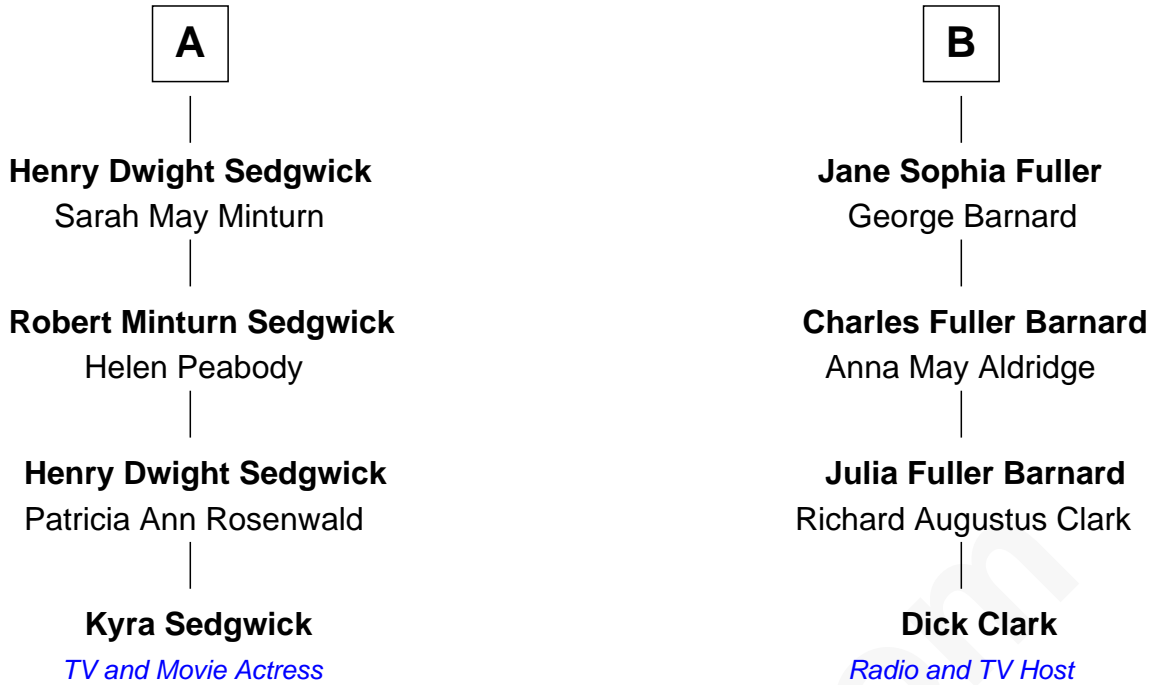 A
Henry Dwight Sedgwick
Sarah May Minturn
Robert Minturn Sedgwick
Helen Peabody
Henry Dwight Sedgwick
Patricia Ann Rosenwald
Kyra Sedgwick
TV and Movie Actress
B
Jane Sophia Fuller
George Barnard
Charles Fuller Barnard
Anna May Aldridge
Julia Fuller Barnard
Richard Augustus Clark
Dick Clark
Radio and TV Host